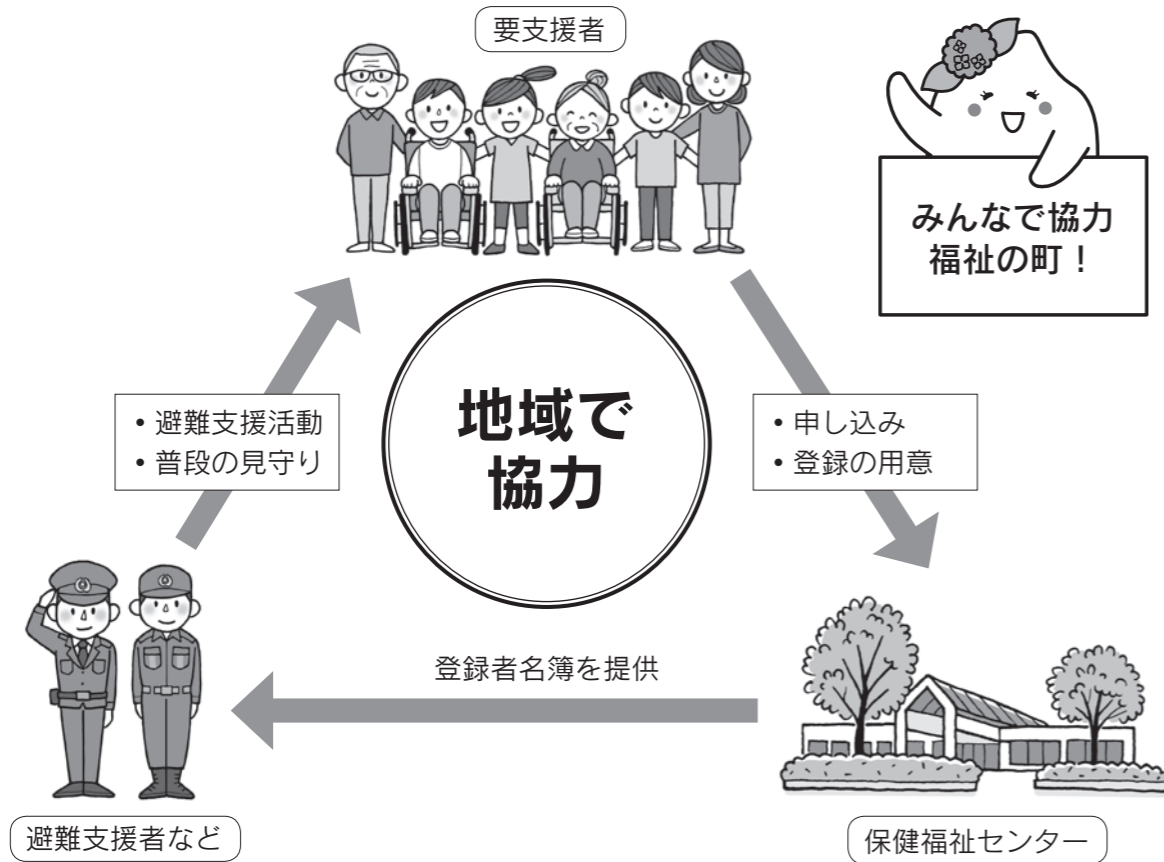 要支援者
みんなで協力
福祉の町！
地域で
協力
・避難支援活動
・普段の見守り
・申し込み
・登録の用意
登録者名簿を提供
避難支援者など
保健福祉センター